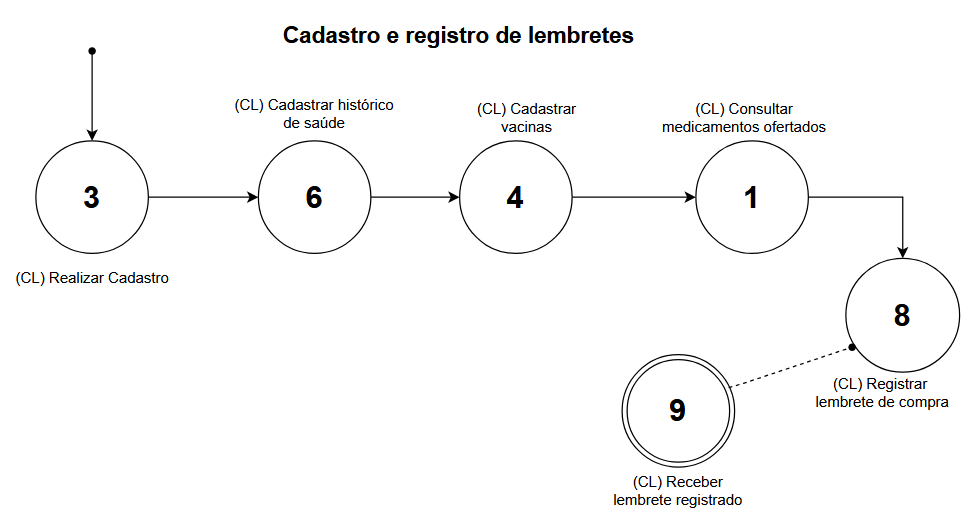 Cadastro e registro de lembretes
3
(CL) Realizar Cadastro
(CL) Cadastrar histórico
de saúde
6
(CL) Cadastrar
vacinas
4
(CL) Consultar
medicamentos ofertados
1
8
(CL) Registrar
lembrete de compra
9
(CL) Receber
lembrete registrado